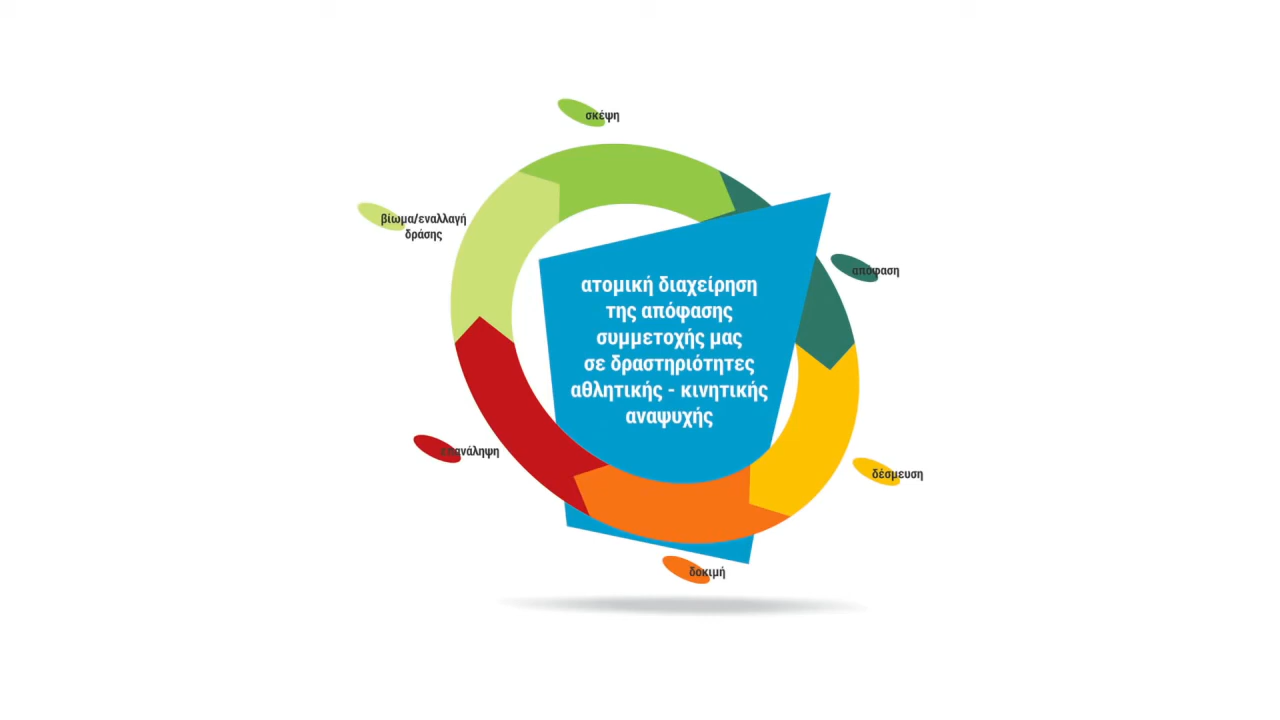 σκέψη
βίωμα/εναλλαγή
δράσης
απόφαση
ατομική διαχείρηση
της απόφασης
συμμετοχής μας
σε δραστηριότητες
αθλητικής - κινητικής
αναψυχής
επανάληψη
δέσμευση
δοκιμή